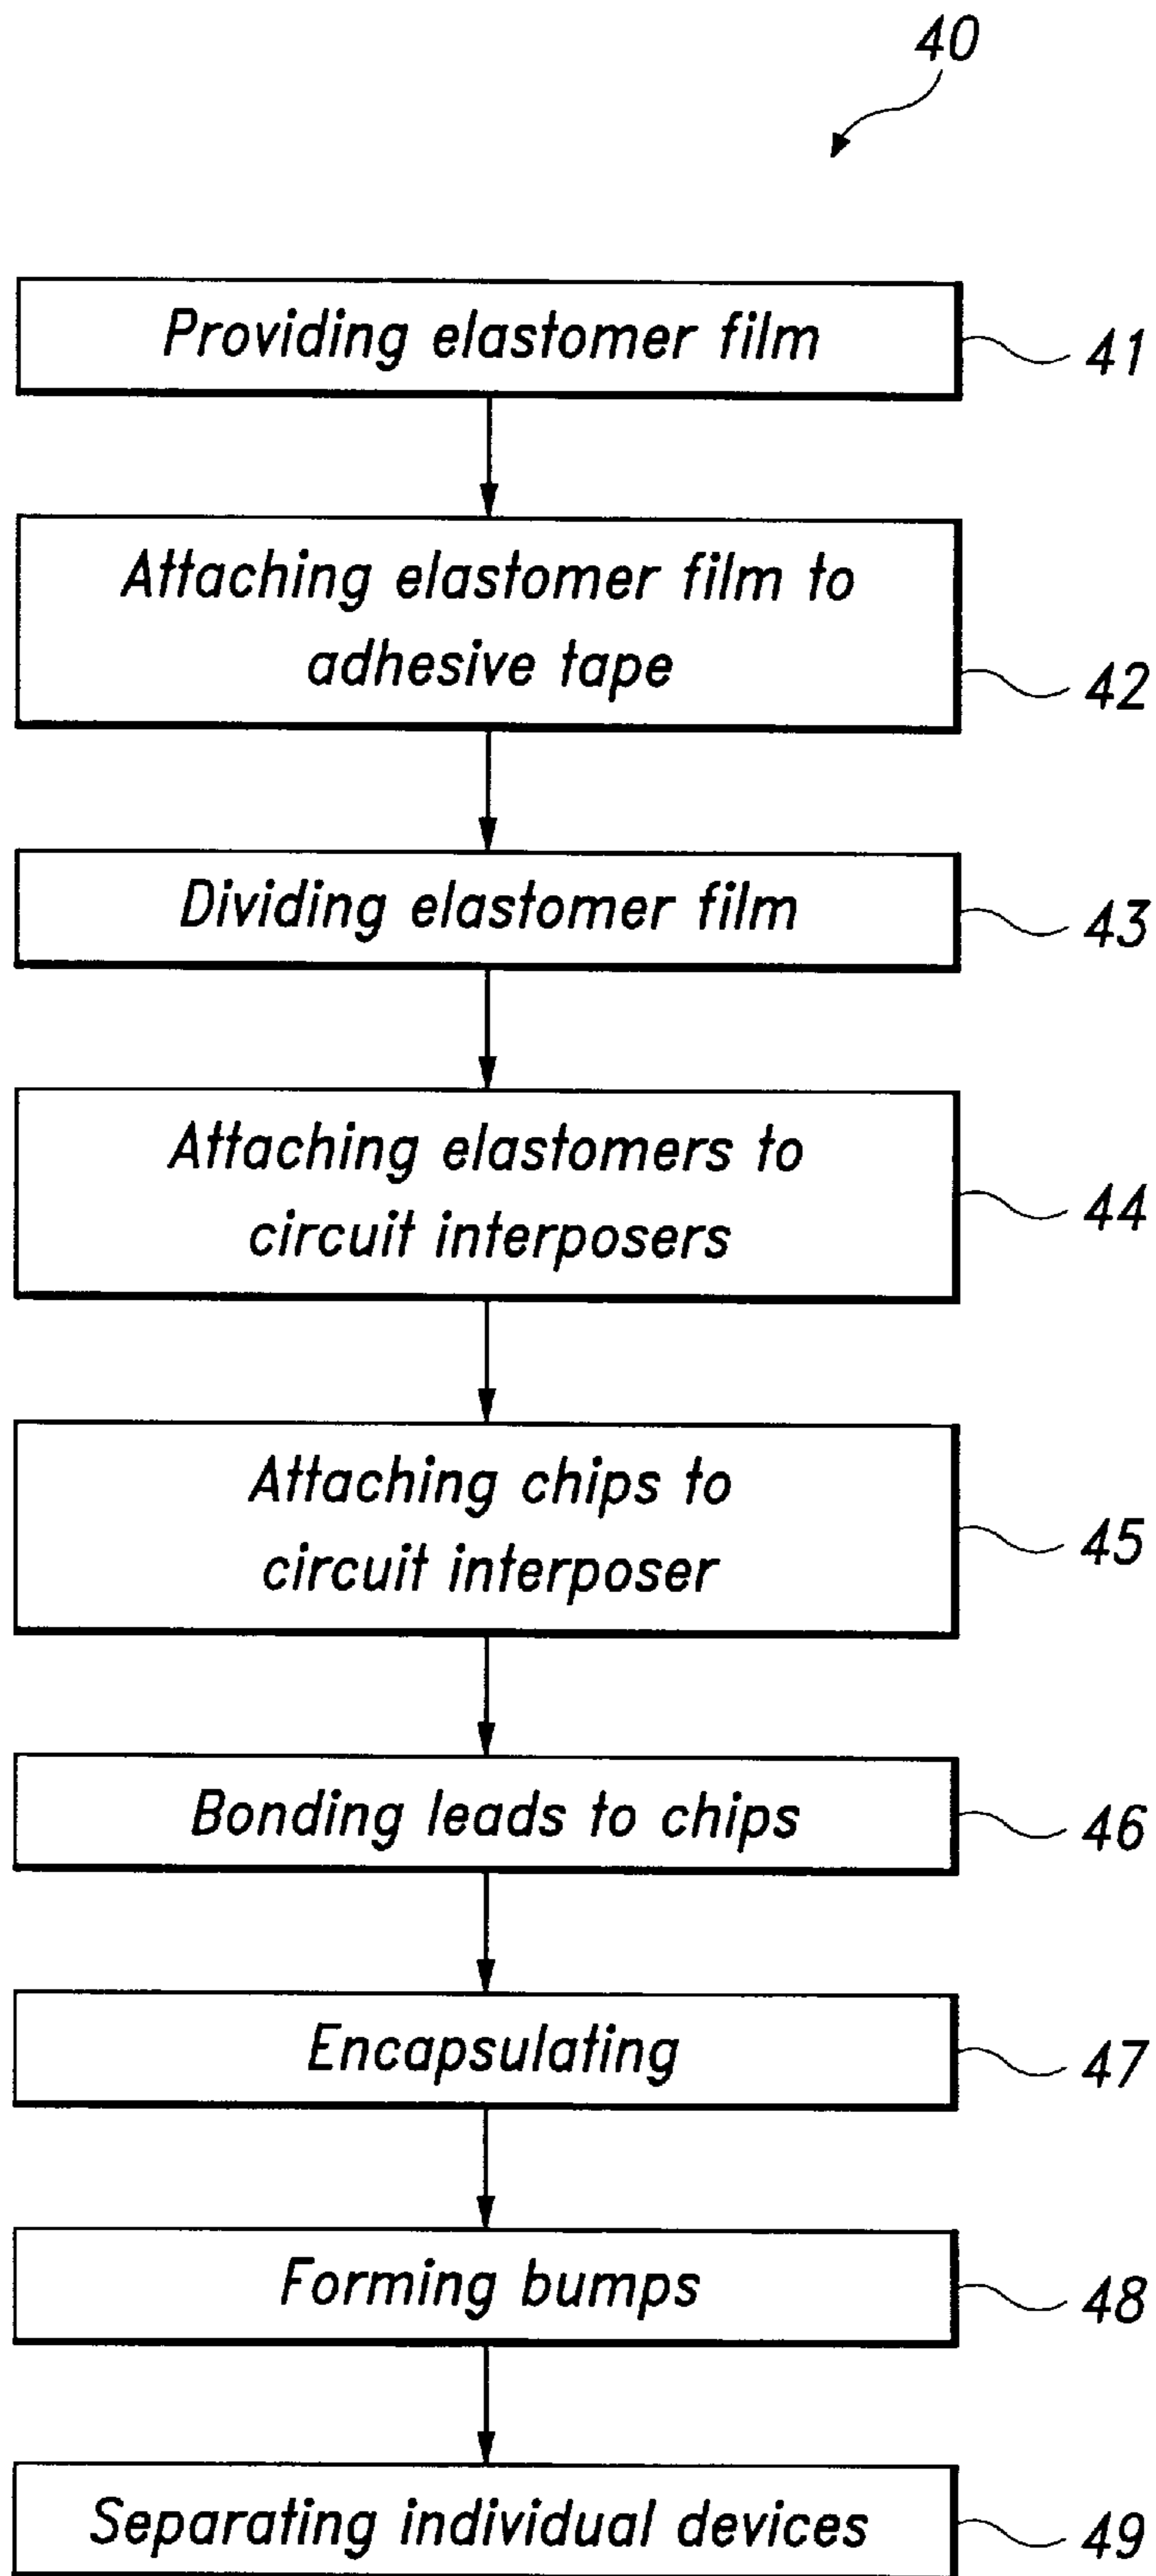 40
Providing elastomer film
41
Attaching elastomer film to
adhesive tape
42
Dividing elastomer film
43
Attaching elastomers to
circuit interposers
44
Attaching chips to
circuit interposer
45
Bonding leads to chips
46
Encapsulating
47
Forming bumps
48
Separating individual devices
49